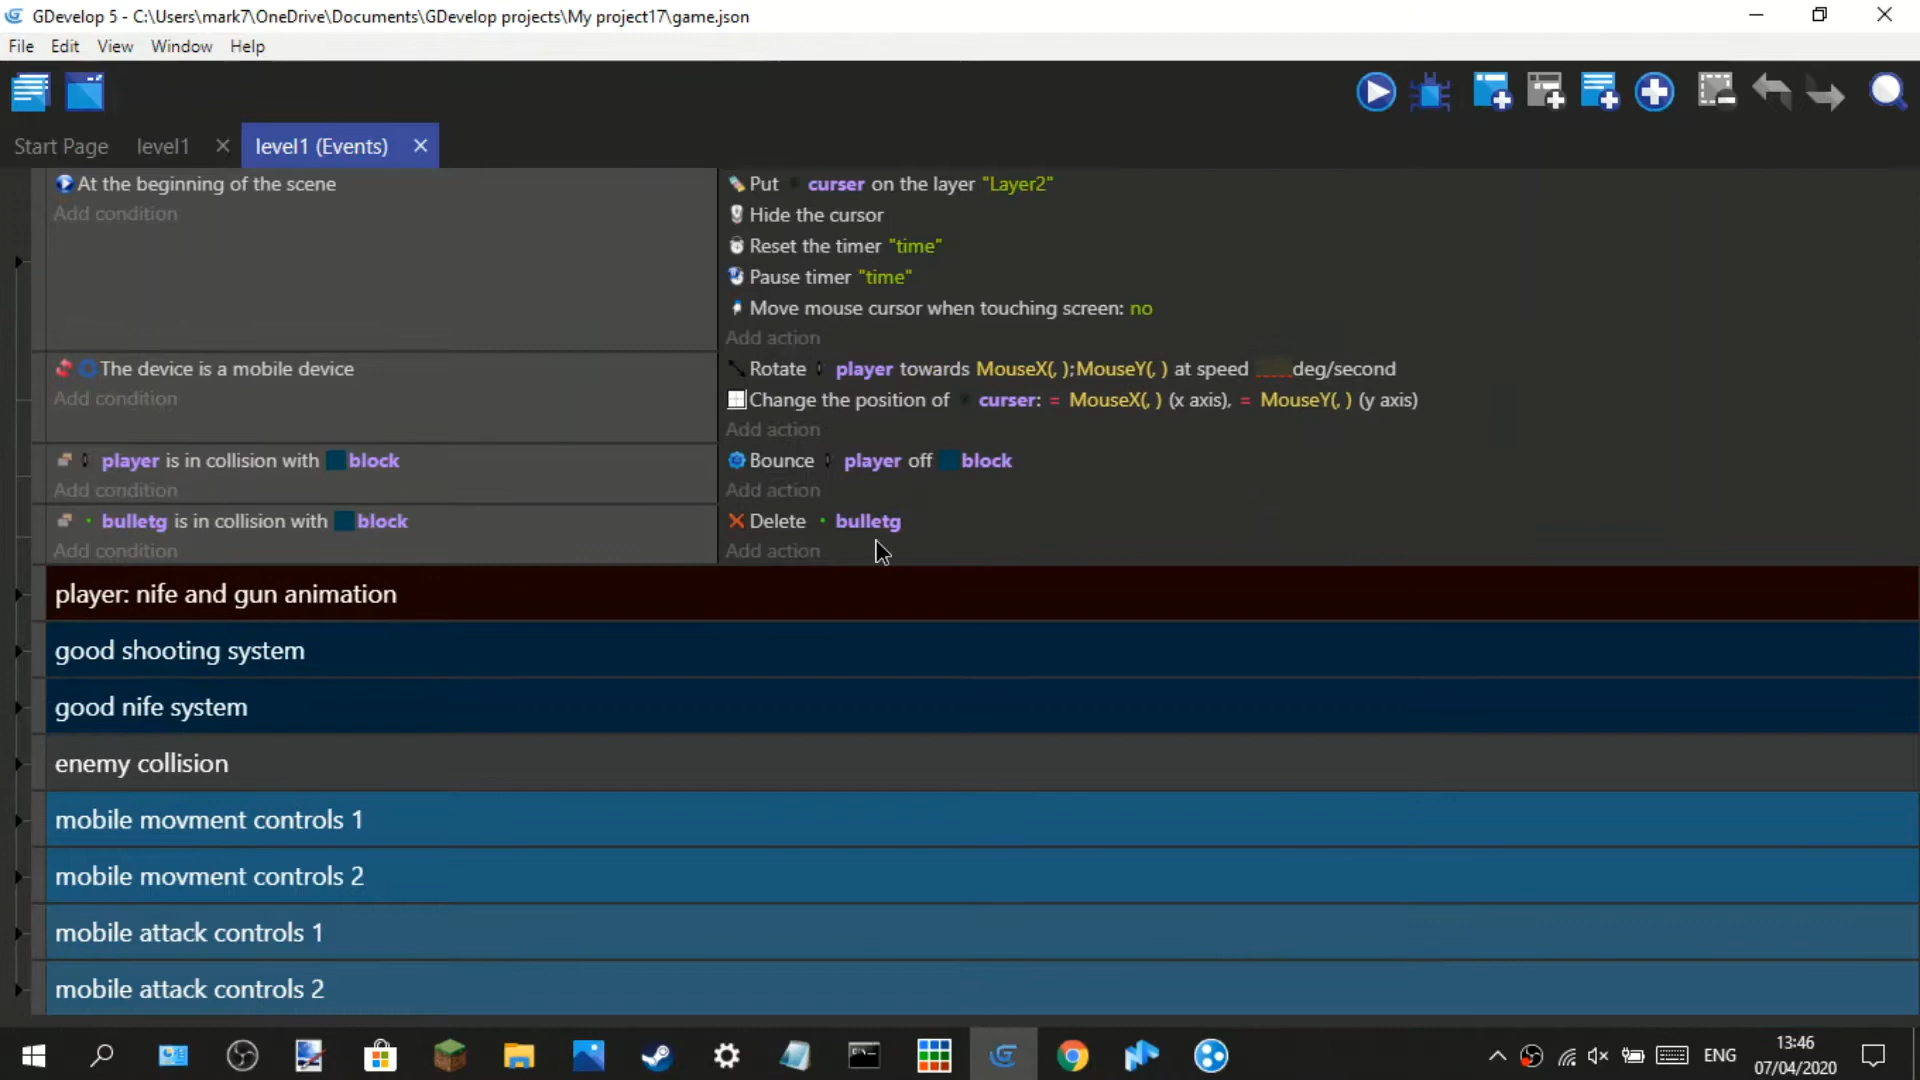 GDevelop 5 - C:\Users\mark7\OneDrive\Documents\GDevelop projects\My project17\game.json
File Edit View Window Help
Start Page level1 level1 (Events)
At the beginning of the scene
Add condition
Put curser on the layer "Layer2"
Hide the cursor
Reset the timer "time"
Pause timer "time"
Move mouse cursor when touching screen: no
Add action
The device is a mobile device
Add condition
Rotate player towards MouseX(, );MouseY(, ) at speed deg/second
Change the position of curser: = MouseX(, ) (x axis), = MouseY(, ) (y axis)
Add action
player is in collision with block
Add condition
Bounce player off block
Add action
bulletg is in collision with block
Add condition
Delete bulletg
Add action
player: nife and gun animation
good shooting system
good nife system
enemy collision
mobile movment controls 1
mobile movment controls 2
mobile attack controls 1
mobile attack controls 2
ENG
13:46
07/04/2020